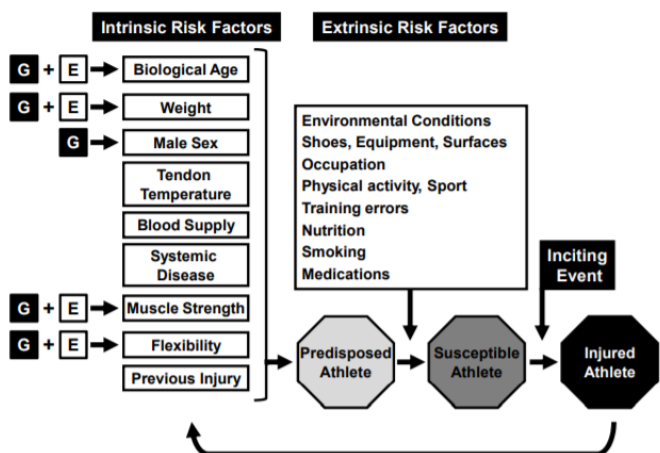 Intrinsic Risk Factors
Extrinsic Risk Factors
G + E Biological Age
G + E Weight
G Male Sex
Tendon
Temperature
Blood Supply
Systemic
Disease
G + E Muscle Strength
G + E Flexibility
Previous Injury
Environmental Conditions
Shoes, Equipment, Surfaces
Occupation
Physical activity, Sport
Training errors
Nutrition
Smoking
Medications
Inciting
Event
Predisposed
Athlete
Susceptible
Athlete
Injured
Athlete